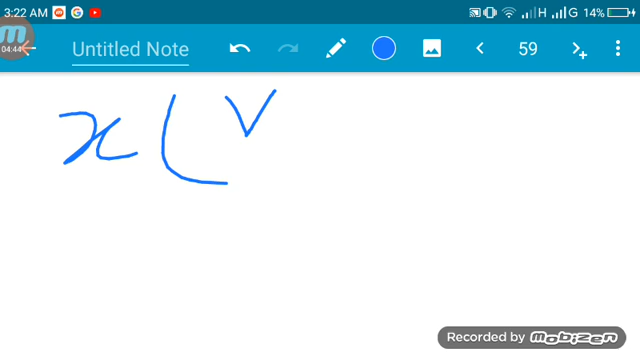 3:22 AM H G 14%
04:44 Untitled Note 59
x ( V
Recorded by mobizen